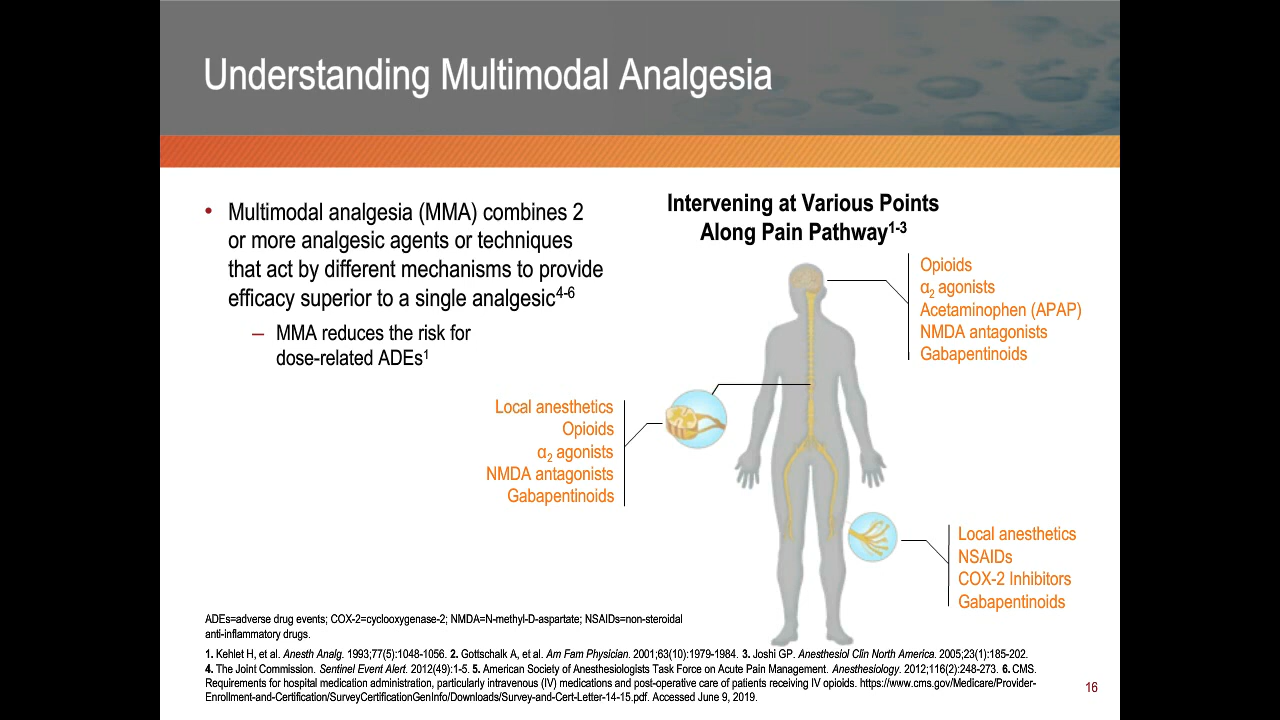 Understanding Multimodal Analgesia
• Multimodal analgesia (MMA) combines 2
or more analgesic agents or techniques
that act by different mechanisms to provide
efficacy superior to a single analgesic4-6
– MMA reduces the risk for
dose-related ADEs1
Intervening at Various Points
Along Pain Pathway1-3
Opioids
α2 agonists
Acetaminophen (APAP)
NMDA antagonists
Gabapentinoids
Local anesthetics
Opioids
α2 agonists
NMDA antagonists
Gabapentinoids
Local anesthetics
NSAIDs
COX-2 Inhibitors
Gabapentinoids
ADEs=adverse drug events; COX-2=cyclooxygenase-2; NMDA=N-methyl-D-aspartate; NSAIDs=non-steroidal
anti-inflammatory drugs.
1. Kehlet H, et al. Anesth Analg. 1993;77(5):1048-1056. 2. Gottschalk A, et al. Am Fam Physician. 2001;63(10):1979-1984. 3. Joshi GP. Anesthesiol Clin North America. 2005;23(1):185-202.
4. The Joint Commission. Sentinel Event Alert. 2012(49):1-5. 5. American Society of Anesthesiologists Task Force on Acute Pain Management. Anesthesiology. 2012;116(2):248-273. 6. CMS.
Requirements for hospital medication administration, particularly intravenous (IV) medications and post-operative care of patients receiving IV opioids. https://www.cms.gov/Medicare/Provider-
Enrollment-and-Certification/SurveyCertificationGenInfo/Downloads/Survey-and-Cert-Letter-14-15.pdf. Accessed June 9, 2019.
16